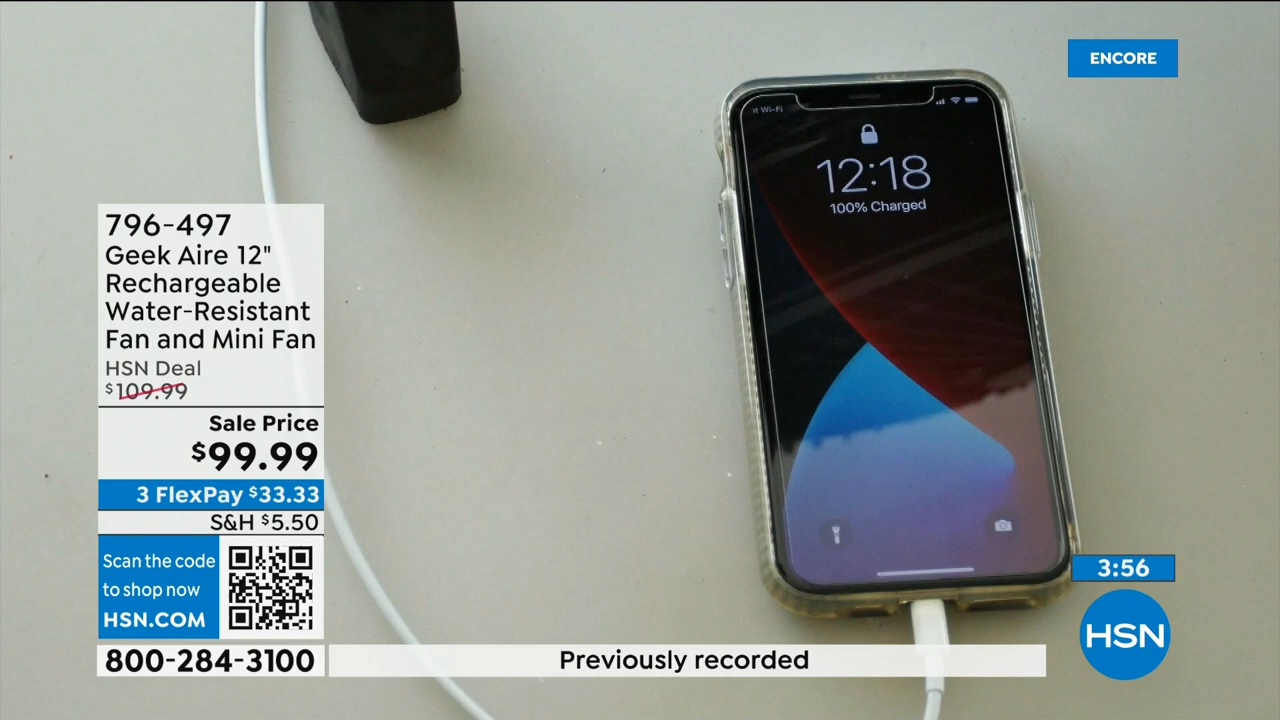 ENCORE
Wi-Fi
12:18
100% Charged
796-497
Geek Aire 12"
Rechargeable
Water-Resistant
Fan and Mini Fan
HSN Deal
$109.99
Sale Price
$99.99
3 FlexPay $33.33
S&H $5.50
Scan the code
to shop now
HSN.COM
800-284-3100
Previously recorded
3:56
HSN